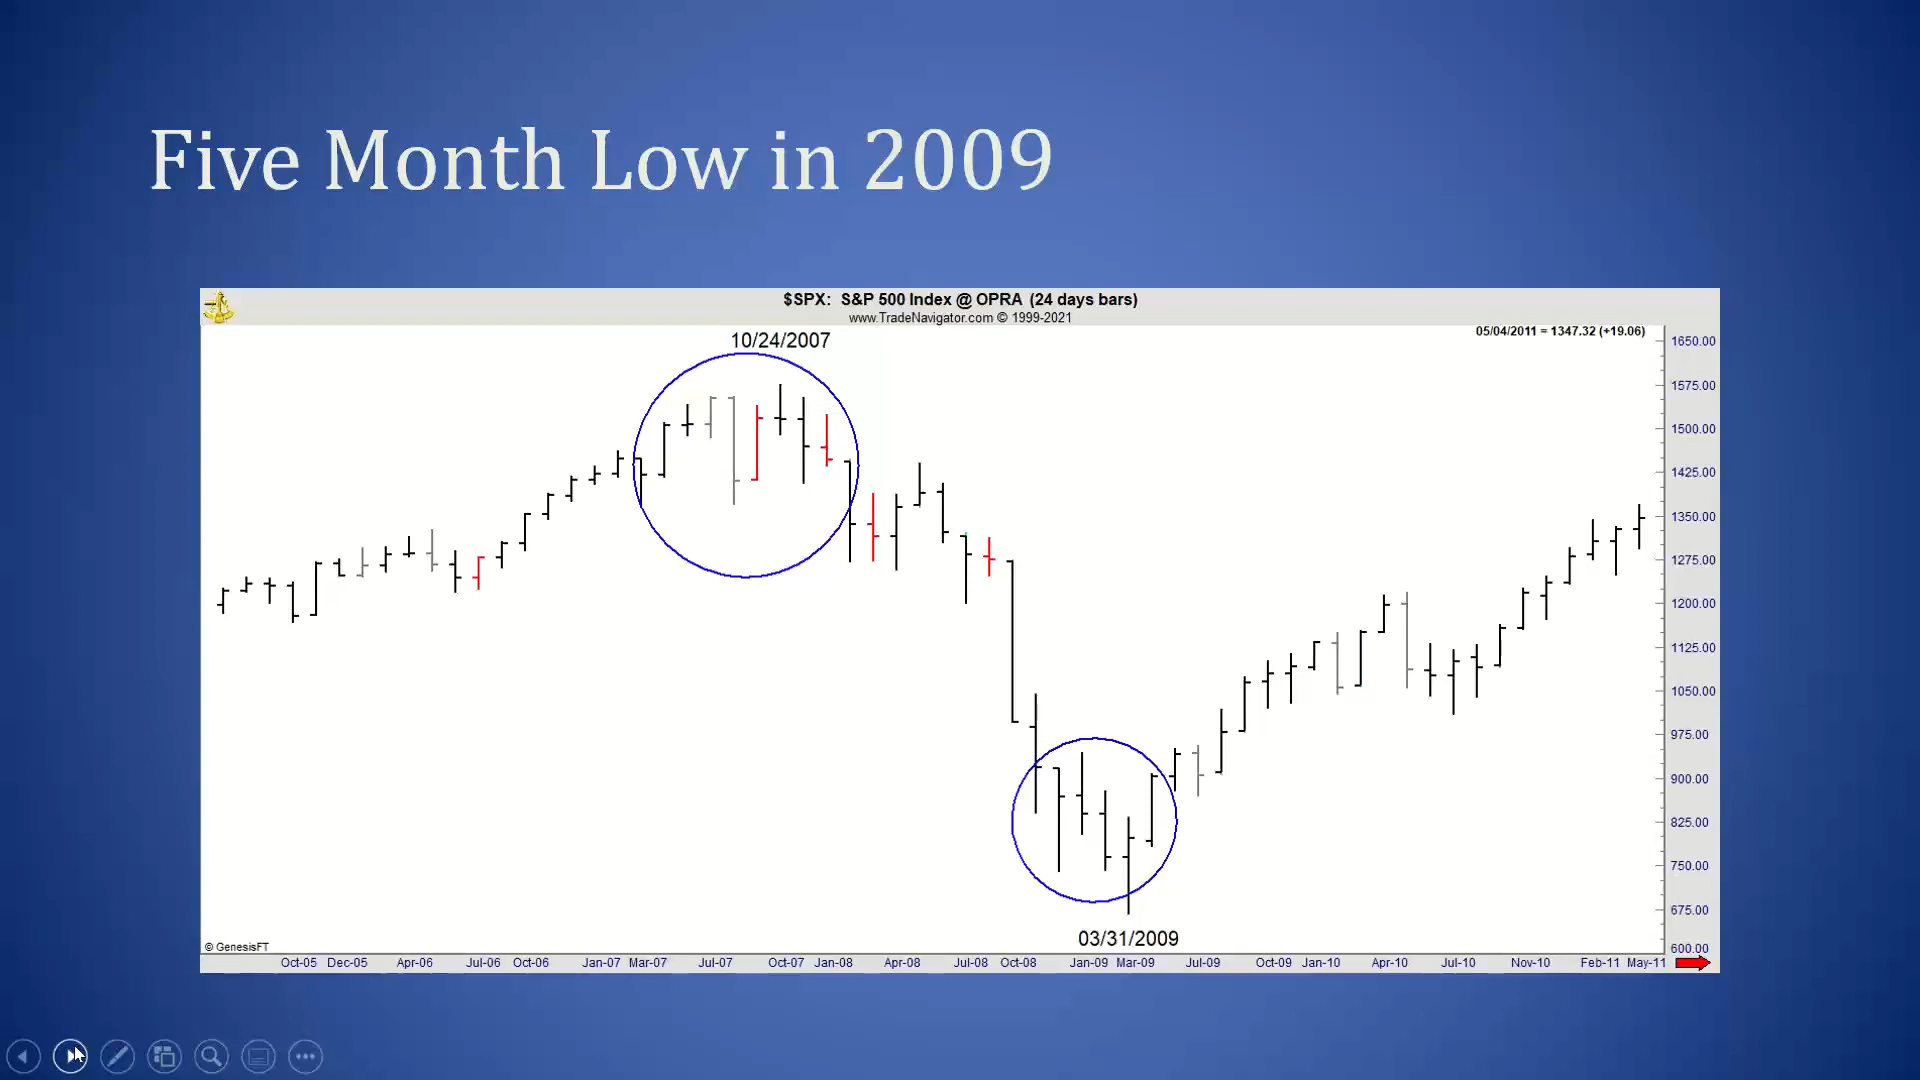 Five Month Low in 2009
$SPX: S&P 500 Index @ OPRA (24 days bars)
www.TradeNavigator.com © 1999-2021
05/04/2011 = 1347.32 (+19.06)
10/24/2007
1650.00
1575.00
1500.00
1425.00
1350.00
1275.00
1200.00
1125.00
1050.00
975.00
900.00
825.00
750.00
675.00
600.00
03/31/2009
© GenesisFT
Oct-05 Dec-05 Apr-06 Jul-06 Oct-06 Jan-07 Mar-07 Jul-07 Oct-07 Jan-08 Apr-08 Jul-08 Oct-08 Jan-09 Mar-09 Jul-09 Oct-09 Jan-10 Apr-10 Jul-10 Nov-10 Feb-11 May-11